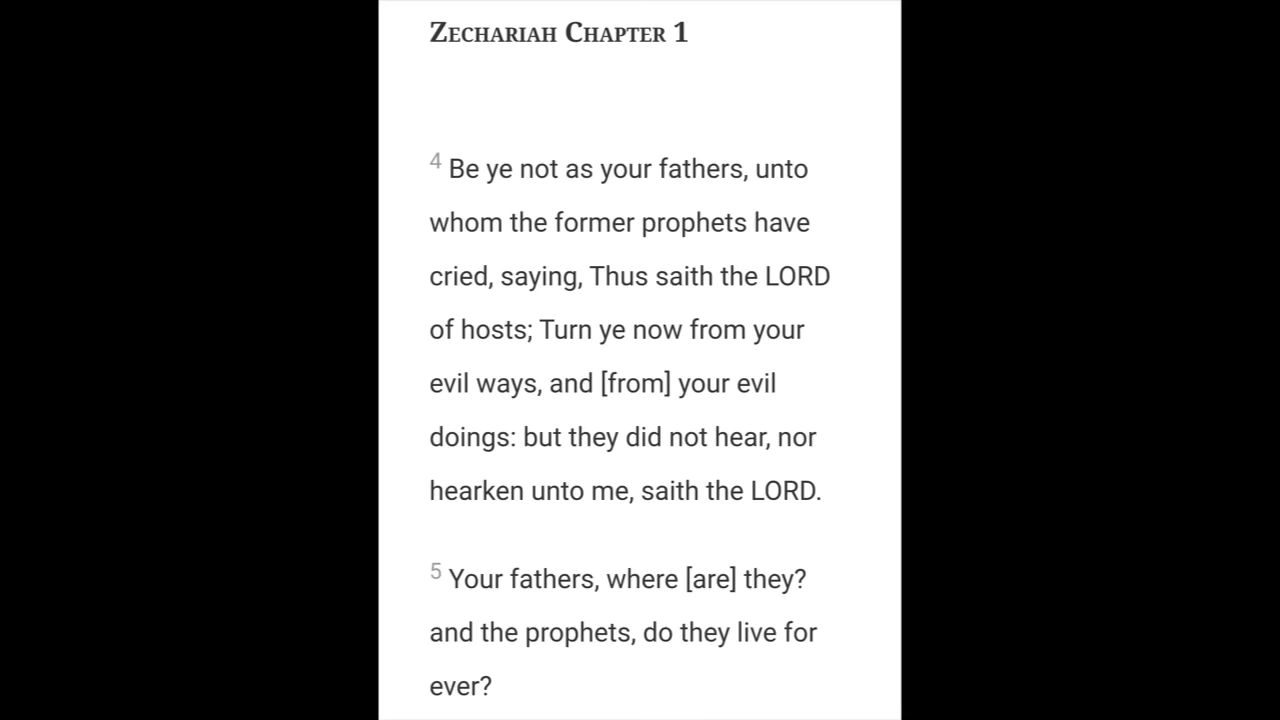 Zechariah Chapter 1
4 Be ye not as your fathers, unto
whom the former prophets have
cried, saying, Thus saith the LORD
of hosts; Turn ye now from your
evil ways, and [from] your evil
doings: but they did not hear, nor
hearken unto me, saith the LORD.
5 Your fathers, where [are] they?
and the prophets, do they live for
ever?